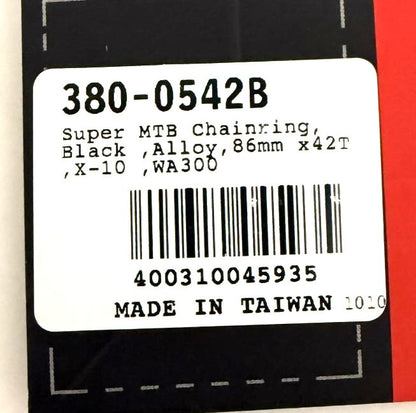 380-0542B
Super MTB Chainring,
Black ,Alloy,86mm x42T
,X-10 ,WA300
400310045935
MADE IN TAIWAN 1010